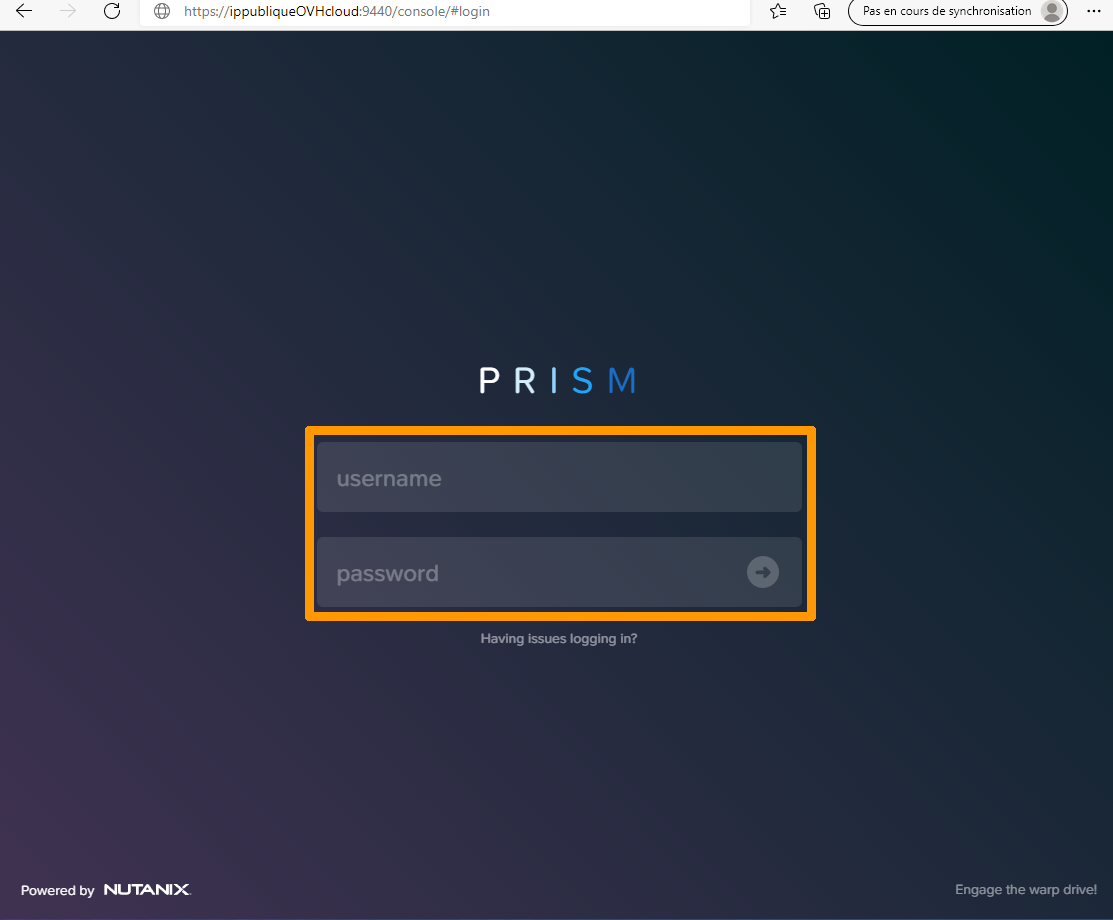 https://ippubliqueOVHcloud:9440/console/#login
Pas en cours de synchronisation
PRISM
username
password
Having issues logging in?
Powered by NUTANIX
Engage the warp drive!